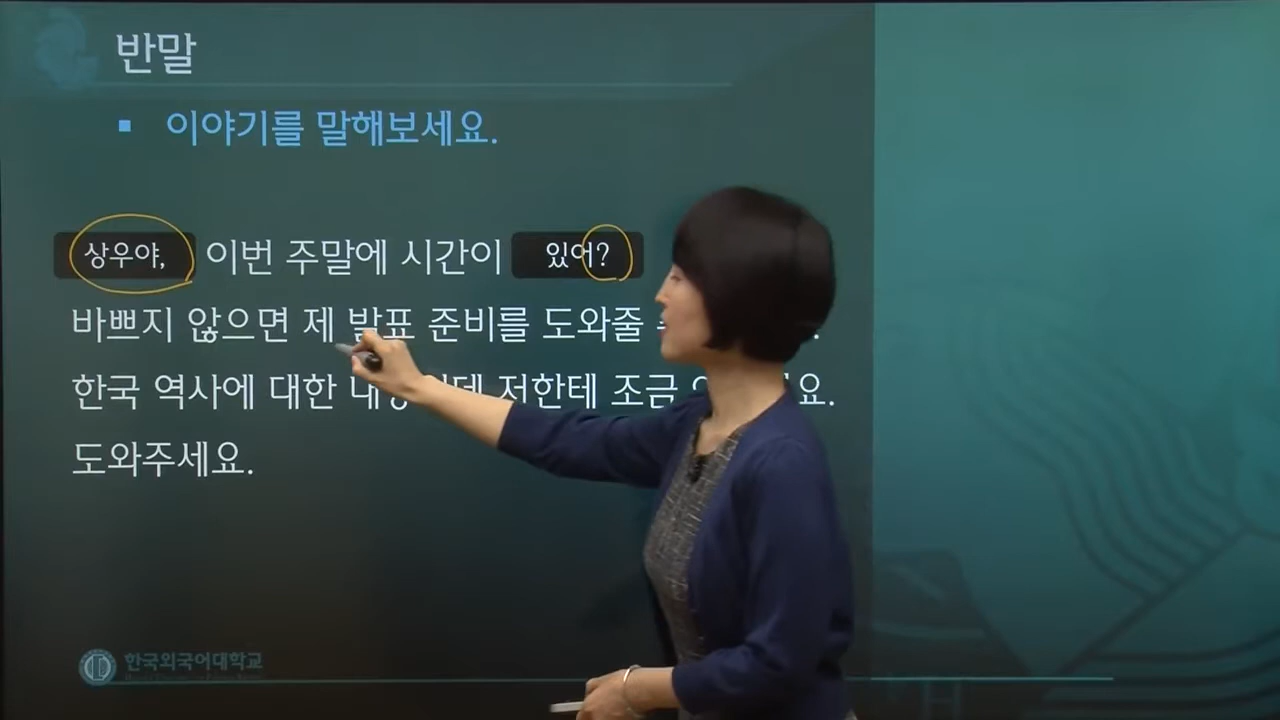 반말
이야기를 말해보세요.
상우야, 이번 주말에 시간이 있어?
바쁘지 않으면 제 발표 준비를 도와줄
한국 역사에 대한 저한테 조금
도와주세요.
한국외국어대학교